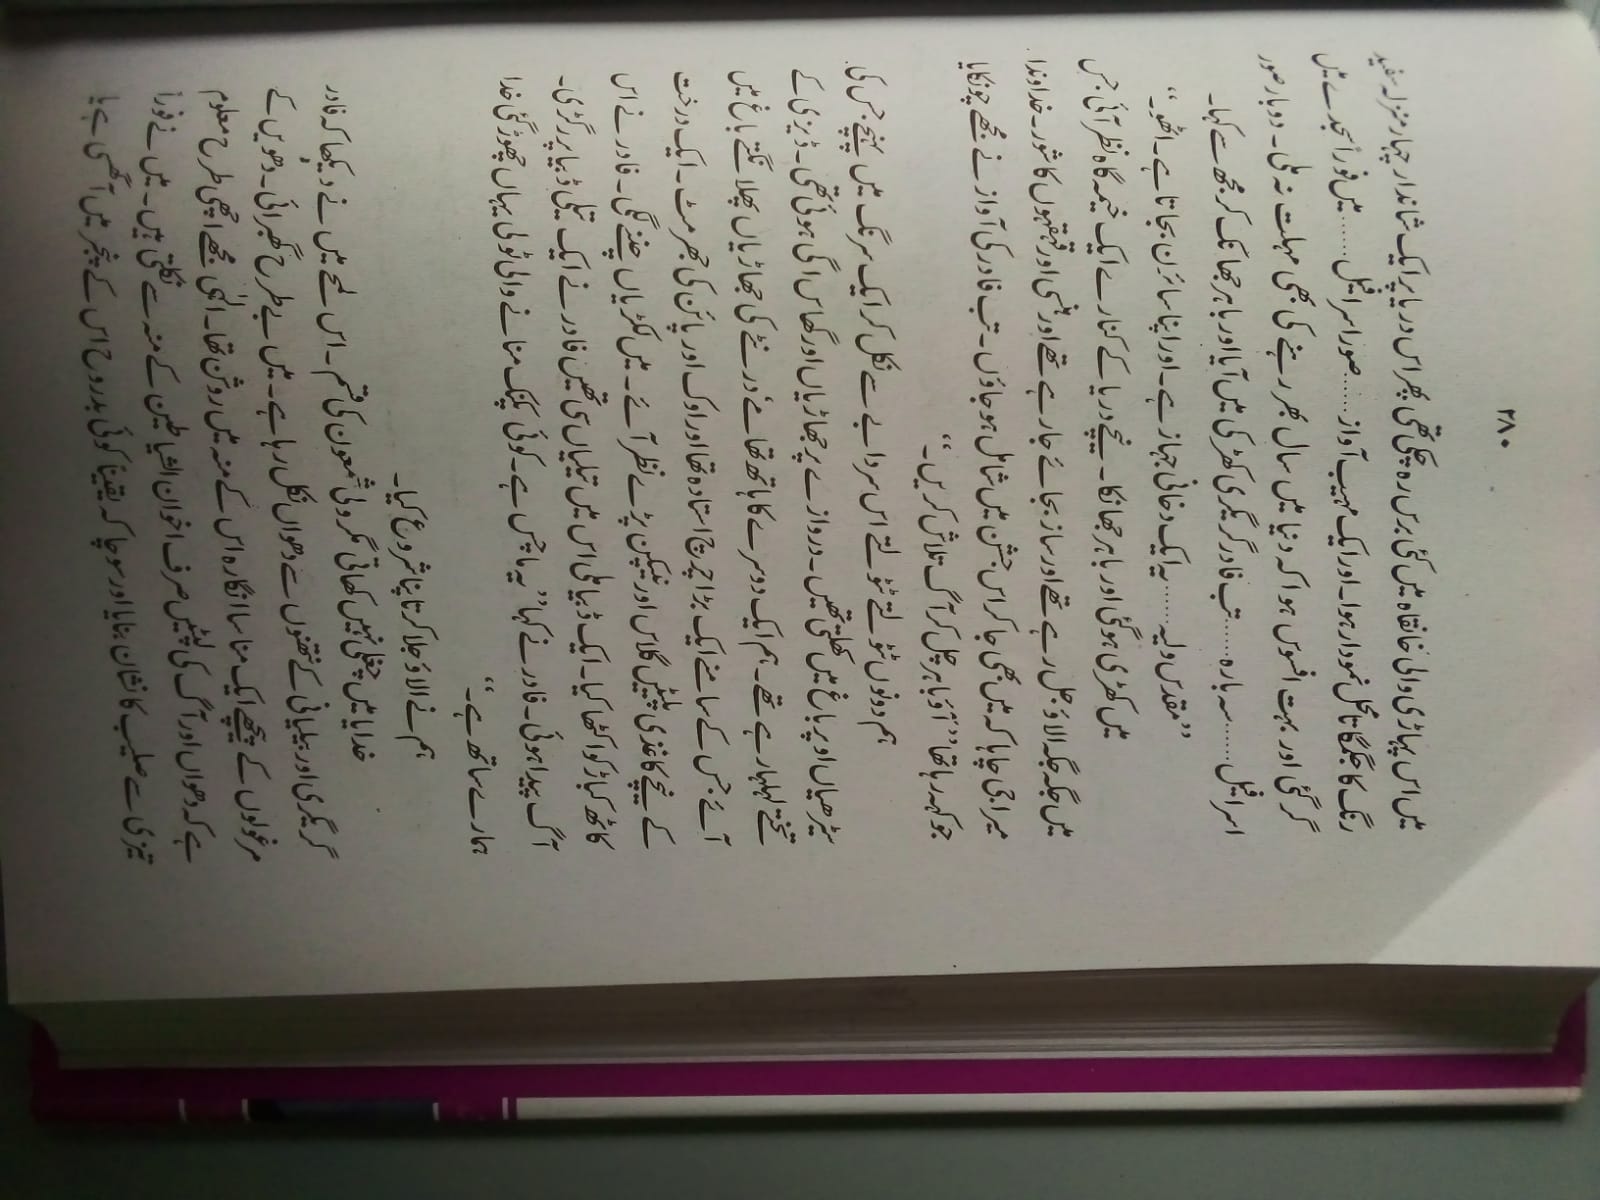 ۲۸۰
میں اس پہاڑی والی خانقاہ میں کئی برس رہ چکی تھی پھر اس دریا پر ایک شاندار چہار منزلہ سفید
رنگ کا جگمگاتا محل نمودار ہوا۔ اور ایک مہیب آواز ...... صور اسرافیل ...... میں فوراً سجدے میں
گر گئی اور بہت افسوس ہوا کہ دنیا میں سال بھر رہنے کی بھی مہلت نہ ملی۔ دوبار صور
اسرافیل ...... سہ بارہ ...... تب فادر گریگری کھڑکی میں آیا اور باہر جھانک کر مجھ سے کہا۔
”مقدس ولیہ ...... یہ ایک دخانی جہاز ہے۔ اور اپنا سائرن بجاتا ہے۔ اٹھو۔“
میں کھڑی ہوگئی اور باہر جھانکا۔ نیچے دریا کے کنارے ایک خیمہ گاہ نظر آئی جس
میں جگہ جگہ الاؤ جل رہے تھے اور ساز بجائے جا رہے تھے اور ہنسی اور قہقہوں کا شور۔ خداوندا
میرا جی چاہا کہ میں بھی جا کر اس جشن میں شامل ہو جاؤں۔ تب فادر کی آواز نے مجھے چونکایا
جو کہہ رہا تھا ”آؤ باہر چل کر آگ تلاش کریں۔“
ہم دونوں ٹٹولتے ٹٹولتے اس سردابے سے نکل کر ایک سرنگ میں پہنچے جس کی
سیڑھیاں اوپر باغ میں کھلتی تھیں۔ دروازے پر جھاڑیاں اور گھاس اگی ہوئی تھی۔ ڈیزی کے
تختے لہلہا رہے تھے۔ ہم ایک دوسرے کا ہاتھ تھامے، درنٹے کی جھاڑیاں پھلانگتے باغ میں
آئے جس کے سامنے ایک بڑا چرچ استادہ تھا اور اوک اور پائن کی جھرمٹ۔ ایک درخت
کے نیچے کاغذی پلیٹیں گلاس اور نیپکن پڑے نظر آئے۔ میں لکڑیاں چننے لگی۔ فادر نے اس
کاٹھ کباڑ کو اکٹھا کیا۔ ایک ڈبیا ملی اس میں تیلیاں سی تھیں فادر نے ایک تیلی ڈبیا پر رگڑی۔
آگ پیدا ہوئی۔ فادر نے کہا ”یہ ماچس ہے۔ کوئی پکنک منانے والی ٹولی یہاں چھوڑ گئی خدا
ہمارے ساتھ ہے۔“
ہم نے الاؤ جلا کر تاپنا شروع کیا۔
خدایا میں چغلی نہیں کھاتی مگر ولی شمعون کی قسم۔ اس لمحے میں نے دیکھا کہ فادر
گریگری اور بیلیانی کے نتھنوں سے دھواں نکل رہا ہے۔ میں بے طرح گھبرائی۔ دھوئیں کے
مرغولوں کے پیچھے ایک مناسا انگارہ اس کے منہ میں روشن تھا۔ الٰہی مجھے اچھی طرح معلوم
ہے کہ دھواں اور آگ کی لپٹیں صرف اخوان الشیاطین کے منہ سے نکلتی ہیں۔ میں نے فوراً
تیزی سے صلیب کا نشان بنایا اور سوچا کہ یقیناً کوئی بدروح اس کے پنجر میں آ گھسی ہے یا